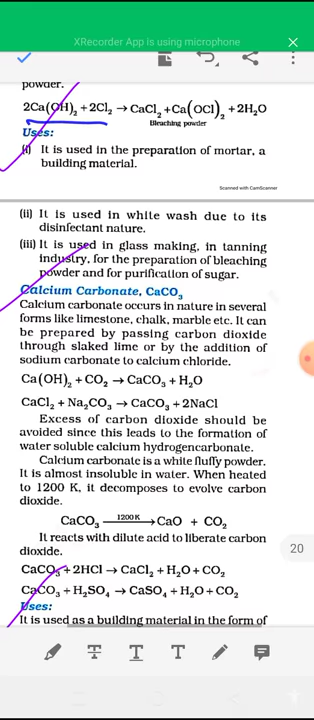 XRecorder App is using microphone
powder.
2Ca(OH)₂ + 2Cl₂ → CaCl₂ + Ca(OCl)₂ + 2H₂O
Bleaching powder
Uses:
(i) It is used in the preparation of mortar, a
building material.
Scanned with CamScanner
(ii) It is used in white wash due to its
disinfectant nature.
(iii) It is used in glass making, in tanning
industry, for the preparation of bleaching
powder and for purification of sugar.
Calcium Carbonate, CaCO₃
Calcium carbonate occurs in nature in several
forms like limestone, chalk, marble etc. It can
be prepared by passing carbon dioxide
through slaked lime or by the addition of
sodium carbonate to calcium chloride.
Ca(OH)₂ + CO₂ → CaCO₃ + H₂O
CaCl₂ + Na₂CO₃ → CaCO₃ + 2NaCl
Excess of carbon dioxide should be
avoided since this leads to the formation of
water soluble calcium hydrogencarbonate.
Calcium carbonate is a white fluffy powder.
It is almost insoluble in water. When heated
to 1200 K, it decomposes to evolve carbon
dioxide.
CaCO₃ —1200K→ CaO + CO₂
It reacts with dilute acid to liberate carbon
dioxide.
20
CaCO₃ + 2HCl → CaCl₂ + H₂O + CO₂
CaCO₃ + H₂SO₄ → CaSO₄ + H₂O + CO₂
Uses:
It is used as a building material in the form of
T T T